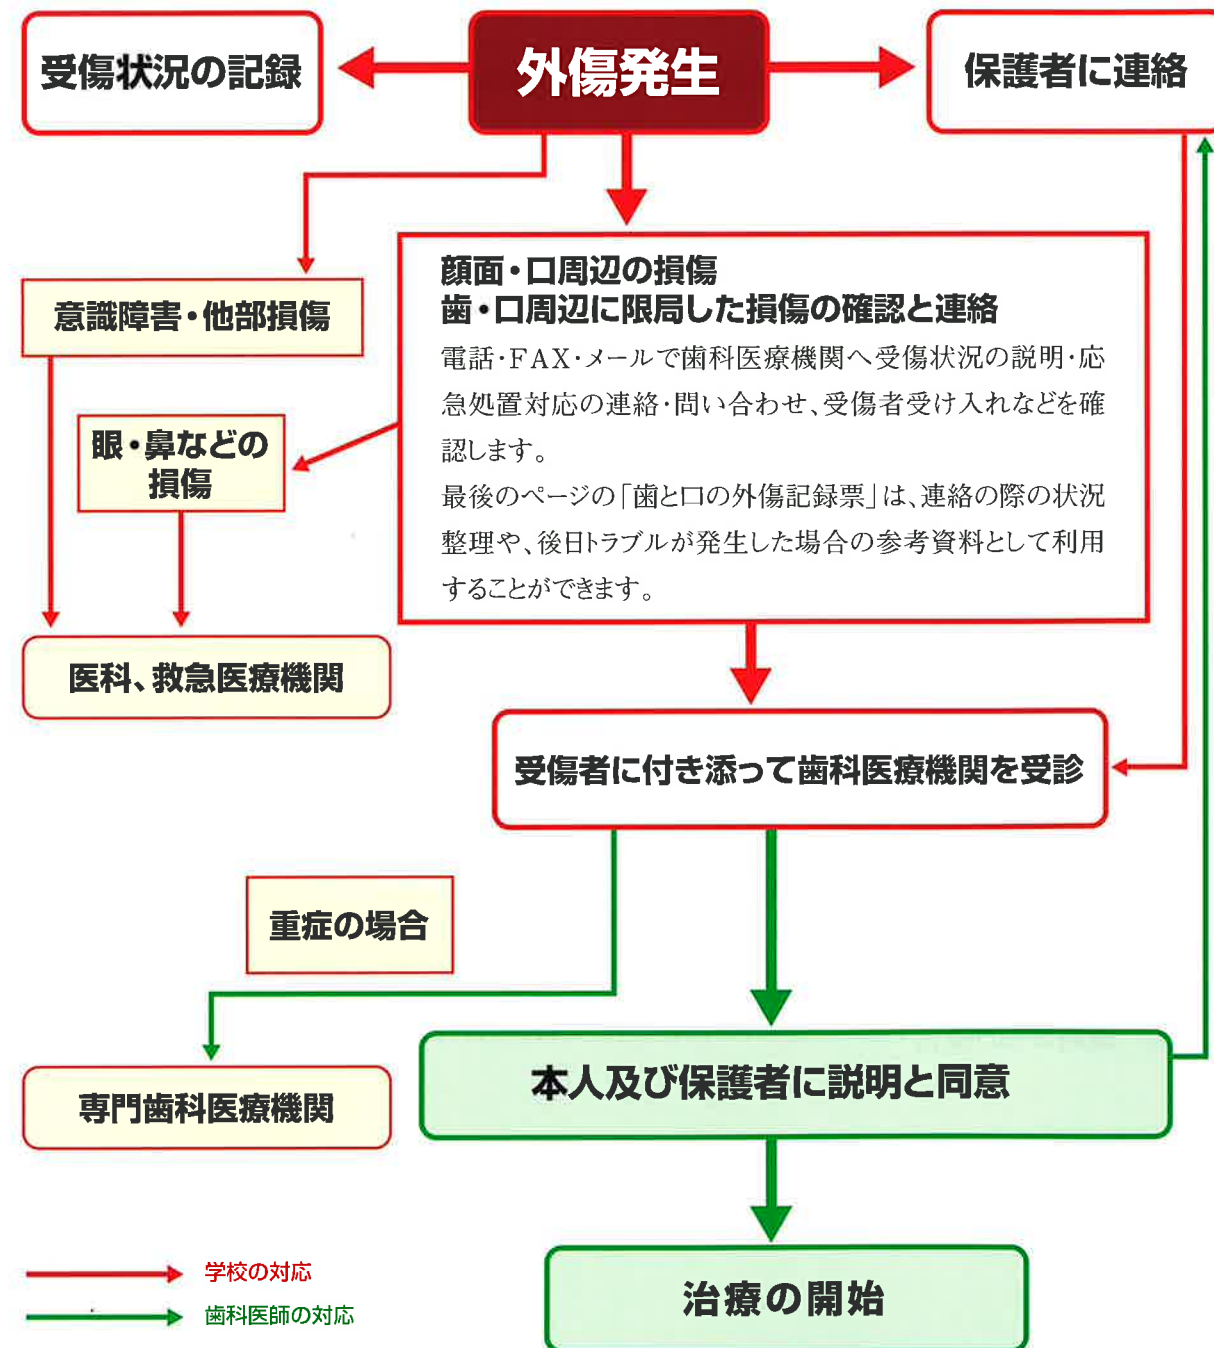 受傷状況の記録
外傷発生
保護者に連絡
意識障害・他部損傷
顔面・口周辺の損傷
歯・口周辺に限局した損傷の確認と連絡
電話・FAX・メールで歯科医療機関へ受傷状況の説明・応
急処置対応の連絡・問い合わせ、受傷者受け入れなどを確
認します。
最後のページの「歯と口の外傷記録票」は、連絡の際の状況
整理や、後日トラブルが発生した場合の参考資料として利用
することができます。
眼・鼻などの
損傷
医科、救急医療機関
受傷者に付き添って歯科医療機関を受診
重症の場合
専門歯科医療機関
本人及び保護者に説明と同意
治療の開始
学校の対応
歯科医師の対応